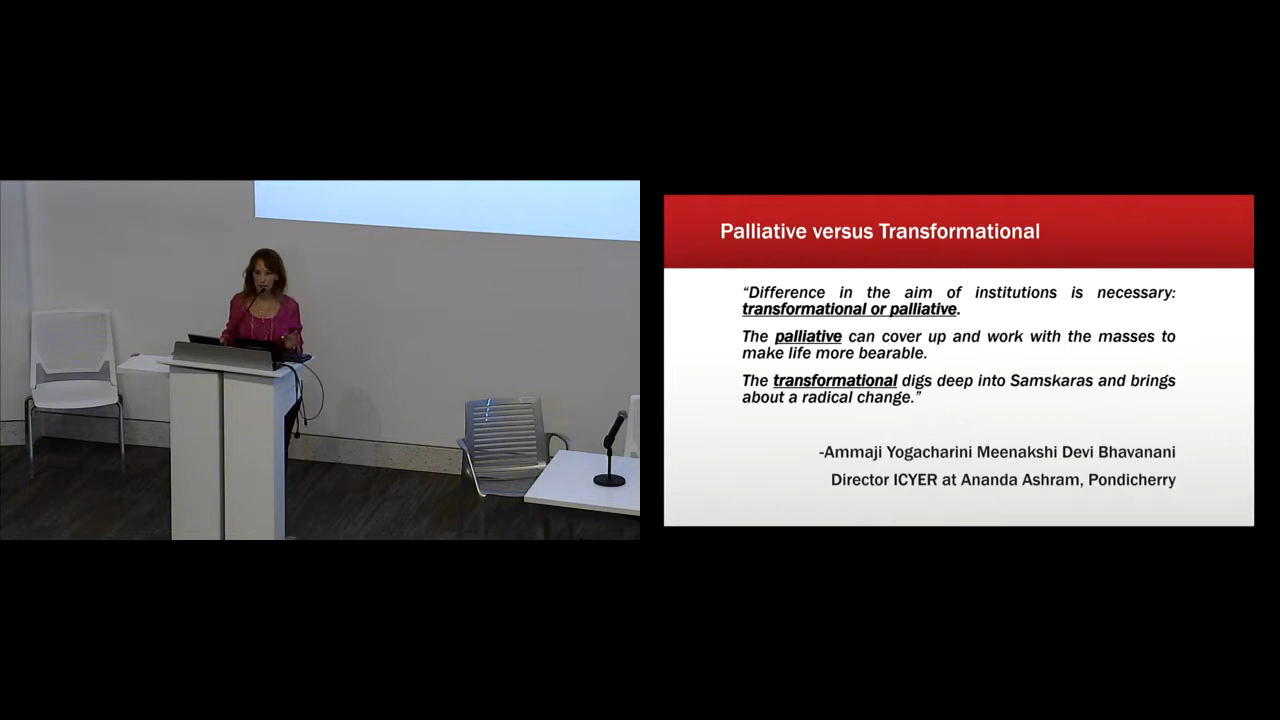 Palliative versus Transformational
“Difference in the aim of institutions is necessary:
transformational or palliative.
The palliative can cover up and work with the masses to
make life more bearable.
The transformational digs deep into Samskaras and brings
about a radical change.”
-Ammaji Yogacharini Meenakshi Devi Bhavanani
Director ICYER at Ananda Ashram, Pondicherry